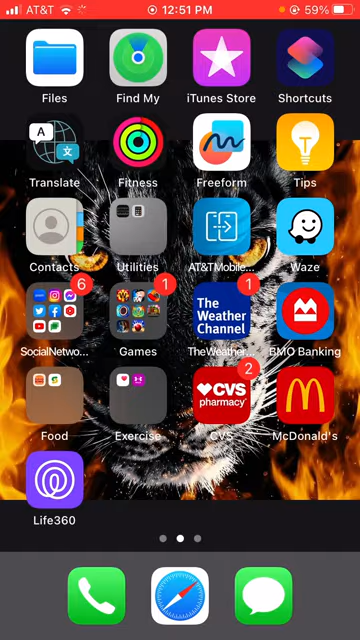 AT&T 12:51 PM 59%
Files Find My iTunes Store Shortcuts
A 文
Translate Fitness Freeform Tips
Contacts Utilities AT&TMobile... Waze
6 1 The Weather Channel 1
SocialNetwo... Games TheWeather... BMO Banking
CVS pharmacy 2
Food Exercise CVS McDonald's
Life360